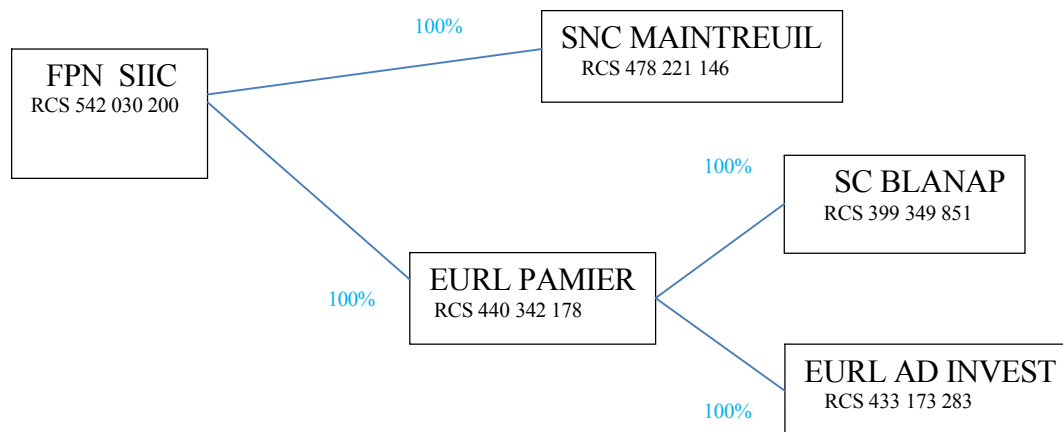 100%
SNC MAINTREUIL
RCS 478 221 146
FPN SIIC
RCS 542 030 200
100%
SC BLANAP
RCS 399 349 851
EURL PAMIER
RCS 440 342 178
100%
EURL AD INVEST
RCS 433 173 283
100%